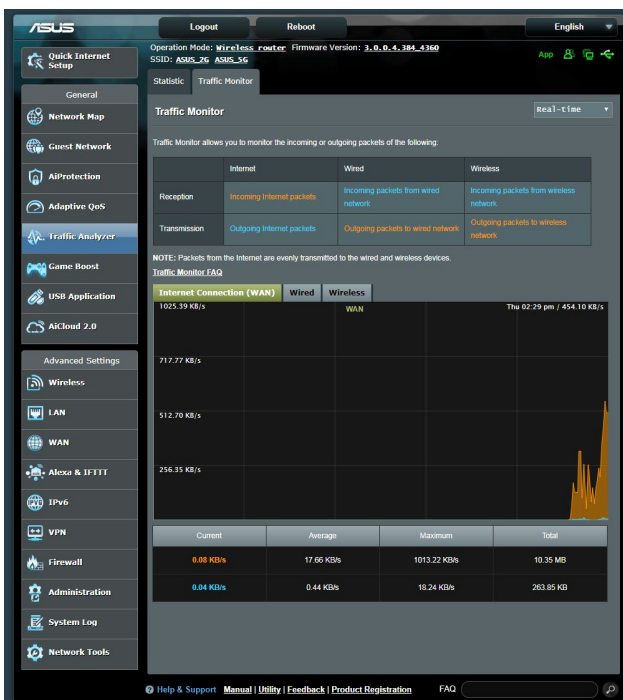 ASUS
Logout
Reboot
English
Operation Mode: Wireless router Firmware Version: 3.0.0.4.384_4360
SSID: ASUS_2G ASUS_5G
App
Quick Internet
Setup
General
Network Map
Guest Network
AiProtection
Adaptive QoS
Traffic Analyzer
Game Boost
USB Application
AiCloud 2.0
Advanced Settings
Wireless
LAN
WAN
Alexa & IFTTT
IPv6
VPN
Firewall
Administration
System Log
Network Tools
Statistic
Traffic Monitor
Traffic Monitor
Real-time
Traffic Monitor allows you to monitor the incoming or outgoing packets of the following:
Internet Wired Wireless
Reception
Incoming Internet packets
Incoming packets from wired
network
Incoming packets from wireless
network
Transmission
Outgoing Internet packets
Outgoing packets to wired network
Outgoing packets to wireless
network
NOTE: Packets from the Internet are evenly transmitted to the wired and wireless devices.
Traffic Monitor FAQ
Internet Connection (WAN) Wired Wireless
1025.39 KB/s
WAN
Thu 02:29 pm / 454.10 KB/s
717.77 KB/s
512.70 KB/s
256.35 KB/s
Current Average Maximum Total
0.08 KB/s 17.66 KB/s 1013.22 KB/s 10.35 MB
0.04 KB/s 0.44 KB/s 18.24 KB/s 263.85 KB
Help & Support Manual | Utility | Feedback | Product Registration FAQ